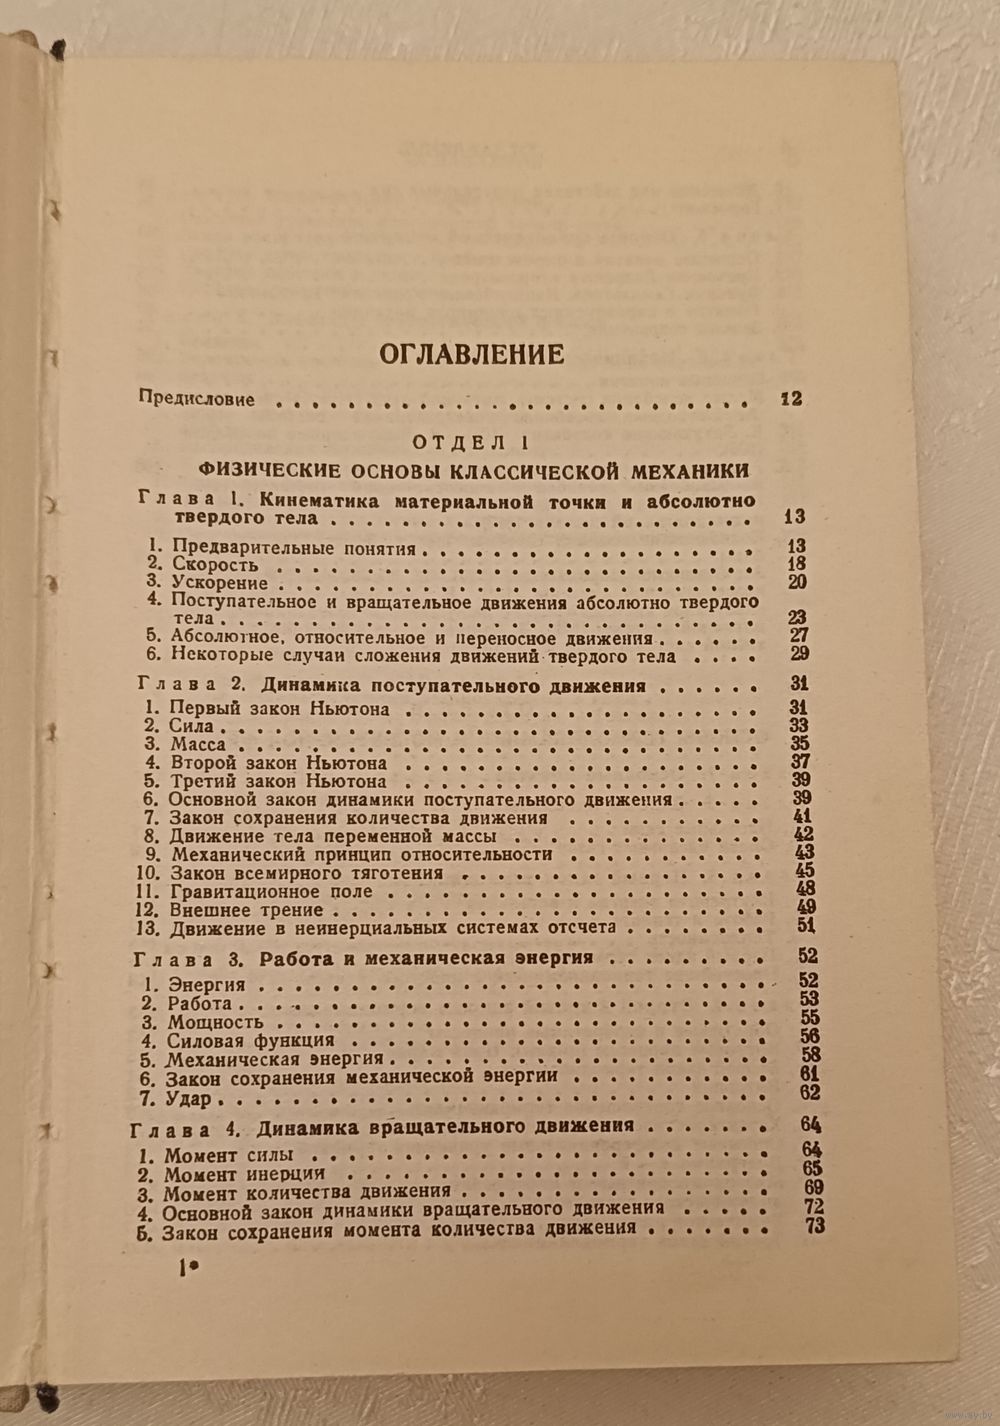 ОГЛАВЛЕНИЕ
Предисловие . . . . . . . . . . . . . . . . . . . . . . . . . . . 12
ОТДЕЛ I
ФИЗИЧЕСКИЕ ОСНОВЫ КЛАССИЧЕСКОЙ МЕХАНИКИ
Глава 1. Кинематика материальной точки и абсолютно
твердого тела . . . . . . . . . . . . . . . . . . . . . . . . 13
1. Предварительные понятия . . . . . . . . . . . . . . . . . . . 13
2. Скорость . . . . . . . . . . . . . . . . . . . . . . . . . . . 18
3. Ускорение . . . . . . . . . . . . . . . . . . . . . . . . . . . 20
4. Поступательное и вращательное движения абсолютно твердого
тела . . . . . . . . . . . . . . . . . . . . . . . . . . . . . . 23
5. Абсолютное, относительное и переносное движения . . . . . . 27
6. Некоторые случаи сложения движений твердого тела . . . . 29
Глава 2. Динамика поступательного движения . . . . . . 31
1. Первый закон Ньютона . . . . . . . . . . . . . . . . . . . . 31
2. Сила . . . . . . . . . . . . . . . . . . . . . . . . . . . . . . 33
3. Масса . . . . . . . . . . . . . . . . . . . . . . . . . . . . . 35
4. Второй закон Ньютона . . . . . . . . . . . . . . . . . . . . 37
5. Третий закон Ньютона . . . . . . . . . . . . . . . . . . . . 39
6. Основной закон динамики поступательного движения . . . . . 39
7. Закон сохранения количества движения . . . . . . . . . . . 41
8. Движение тела переменной массы . . . . . . . . . . . . . . 42
9. Механический принцип относительности . . . . . . . . . . . 43
10. Закон всемирного тяготения . . . . . . . . . . . . . . . . . 45
11. Гравитационное поле . . . . . . . . . . . . . . . . . . . . . 48
12. Внешнее трение . . . . . . . . . . . . . . . . . . . . . . . . 49
13. Движение в неинерциальных системах отсчета . . . . . . . . 51
Глава 3. Работа и механическая энергия . . . . . . . . . 52
1. Энергия . . . . . . . . . . . . . . . . . . . . . . . . . . . . 52
2. Работа . . . . . . . . . . . . . . . . . . . . . . . . . . . . . 53
3. Мощность . . . . . . . . . . . . . . . . . . . . . . . . . . . 55
4. Силовая функция . . . . . . . . . . . . . . . . . . . . . . . 56
5. Механическая энергия . . . . . . . . . . . . . . . . . . . . . 58
6. Закон сохранения механической энергии . . . . . . . . . . . 61
7. Удар . . . . . . . . . . . . . . . . . . . . . . . . . . . . . . 62
Глава 4. Динамика вращательного движения . . . . . . . 64
1. Момент силы . . . . . . . . . . . . . . . . . . . . . . . . . 64
2. Момент инерции . . . . . . . . . . . . . . . . . . . . . . . 65
3. Момент количества движения . . . . . . . . . . . . . . . . . 69
4. Основной закон динамики вращательного движения . . . . . 72
5. Закон сохранения момента количества движения . . . . . . . 73
1*